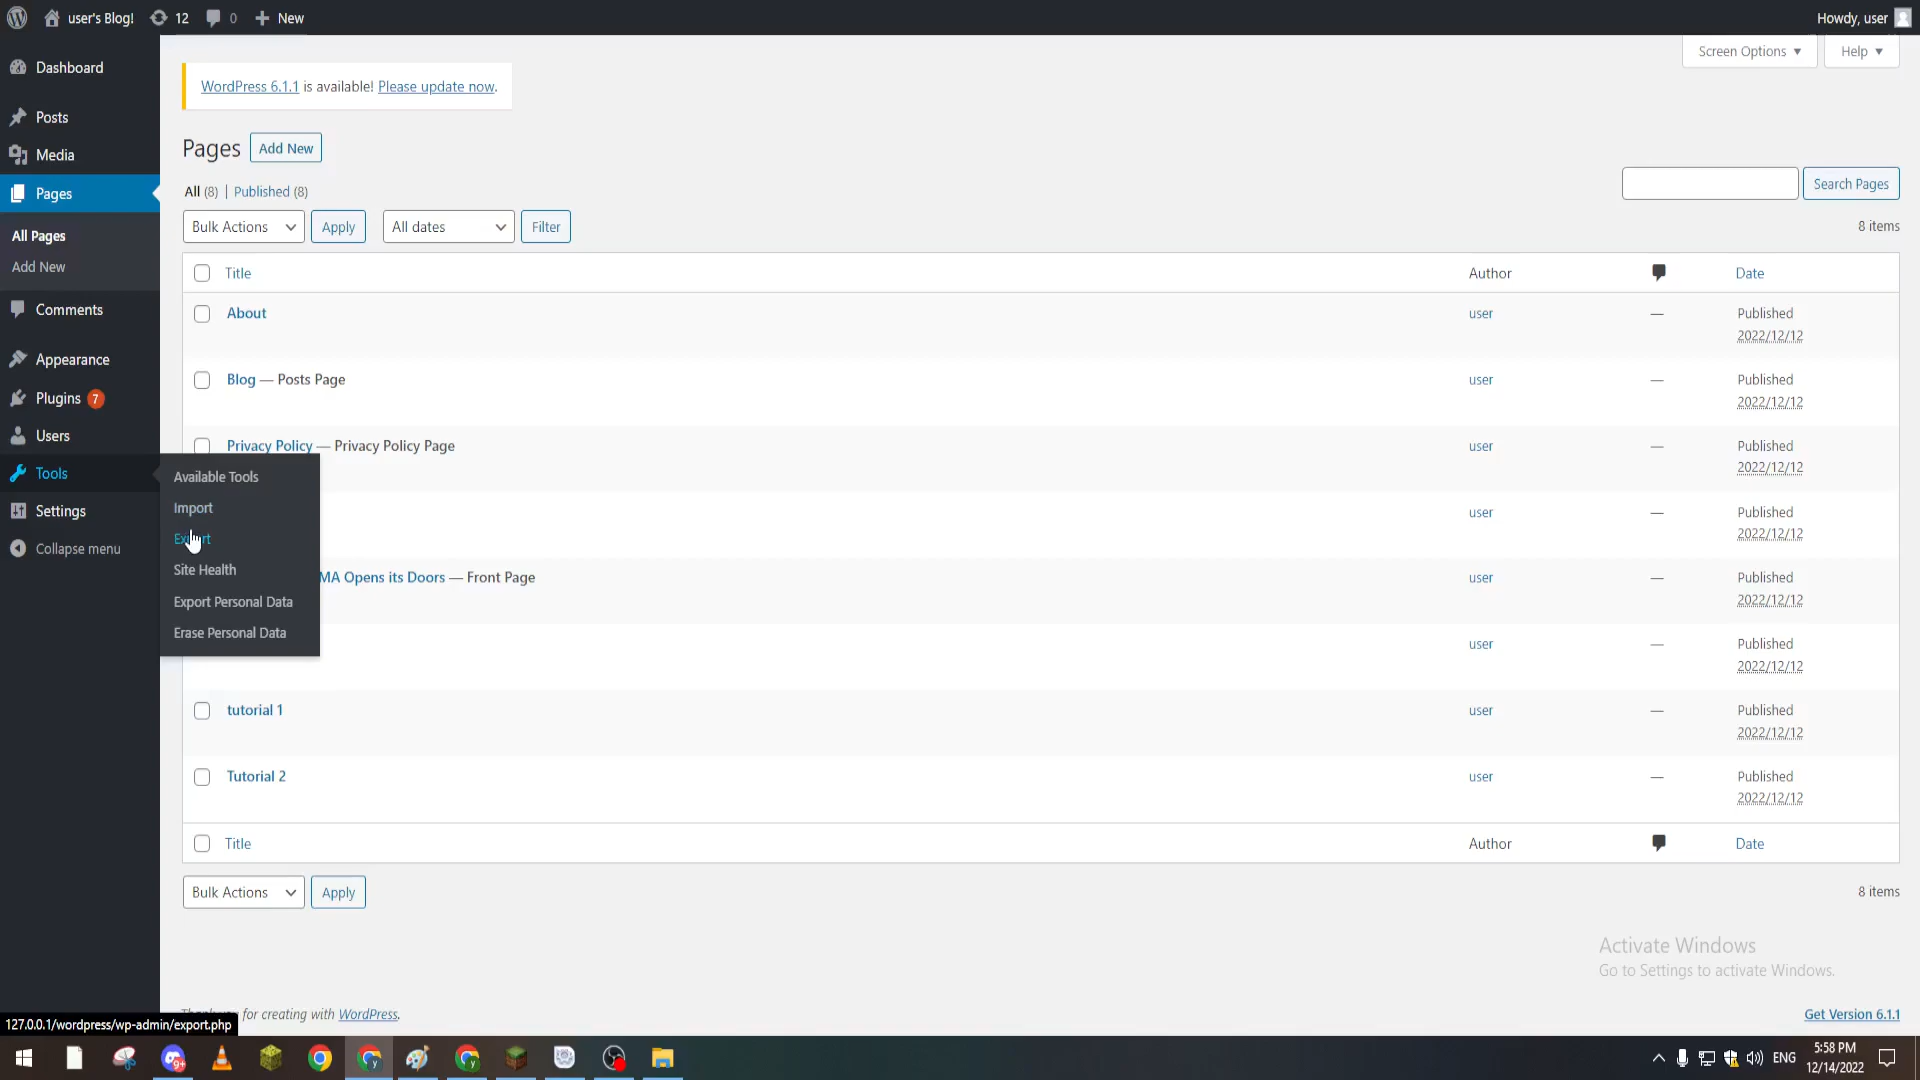 user's Blog! 12 0 New Howdy, user
Screen Options Help
Dashboard
Posts
Media
Pages
All Pages
Add New
Comments
Appearance
Plugins 7
Users
Tools
Settings
Collapse menu
Available Tools
Import
Export
Site Health
Export Personal Data
Erase Personal Data
WordPress 6.1.1 is available! Please update now.
Pages Add New
All (8) | Published (8)
Search Pages
Bulk Actions Apply All dates Filter 8 items
Title Author Date
About user — Published
2022/12/12
Blog — Posts Page user — Published
2022/12/12
Privacy Policy — Privacy Policy Page user — Published
2022/12/12
user — Published
2022/12/12
MA Opens its Doors — Front Page user — Published
2022/12/12
user — Published
2022/12/12
tutorial 1 user — Published
2022/12/12
Tutorial 2 user — Published
2022/12/12
Title Author Date
Bulk Actions Apply 8 items
Activate Windows
Go to Settings to activate Windows.
for creating with WordPress. Get Version 6.1.1
127.0.0.1/wordpress/wp-admin/export.php
9+ ENG 5:58 PM
12/14/2022